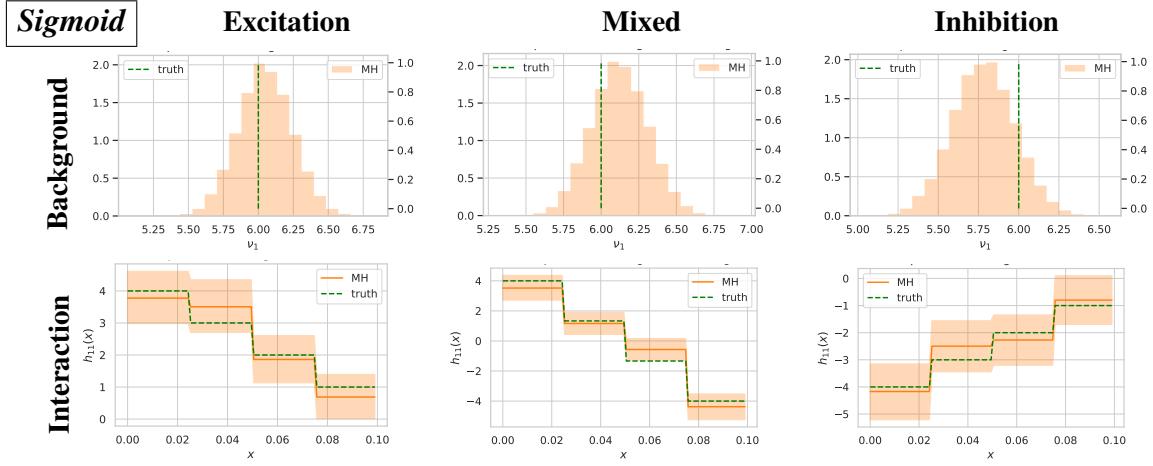 Sigmoid
Excitation
Mixed
Inhibition
Background
2.0
1.5
1.0
0.5
0.0
1.0
0.8
0.6
0.4
0.2
0.0
truth
MH
5.25 5.50 5.75 6.00 6.25 6.50 6.75
ν₁
2.0
1.5
1.0
0.5
0.0
1.0
0.8
0.6
0.4
0.2
0.0
truth
MH
5.25 5.50 5.75 6.00 6.25 6.50 6.75 7.00
ν₁
2.0
1.5
1.0
0.5
0.0
1.0
0.8
0.6
0.4
0.2
0.0
truth
MH
5.00 5.25 5.50 5.75 6.00 6.25 6.50
ν₁
Interaction
h₁₁(x)
4
3
2
1
0
MH
truth
0.00 0.02 0.04 0.06 0.08 0.10
x
h₁₁(x)
4
2
0
−2
−4
MH
truth
0.00 0.02 0.04 0.06 0.08 0.10
x
h₁₁(x)
0
−1
−2
−3
−4
−5
MH
truth
0.00 0.02 0.04 0.06 0.08 0.10
x